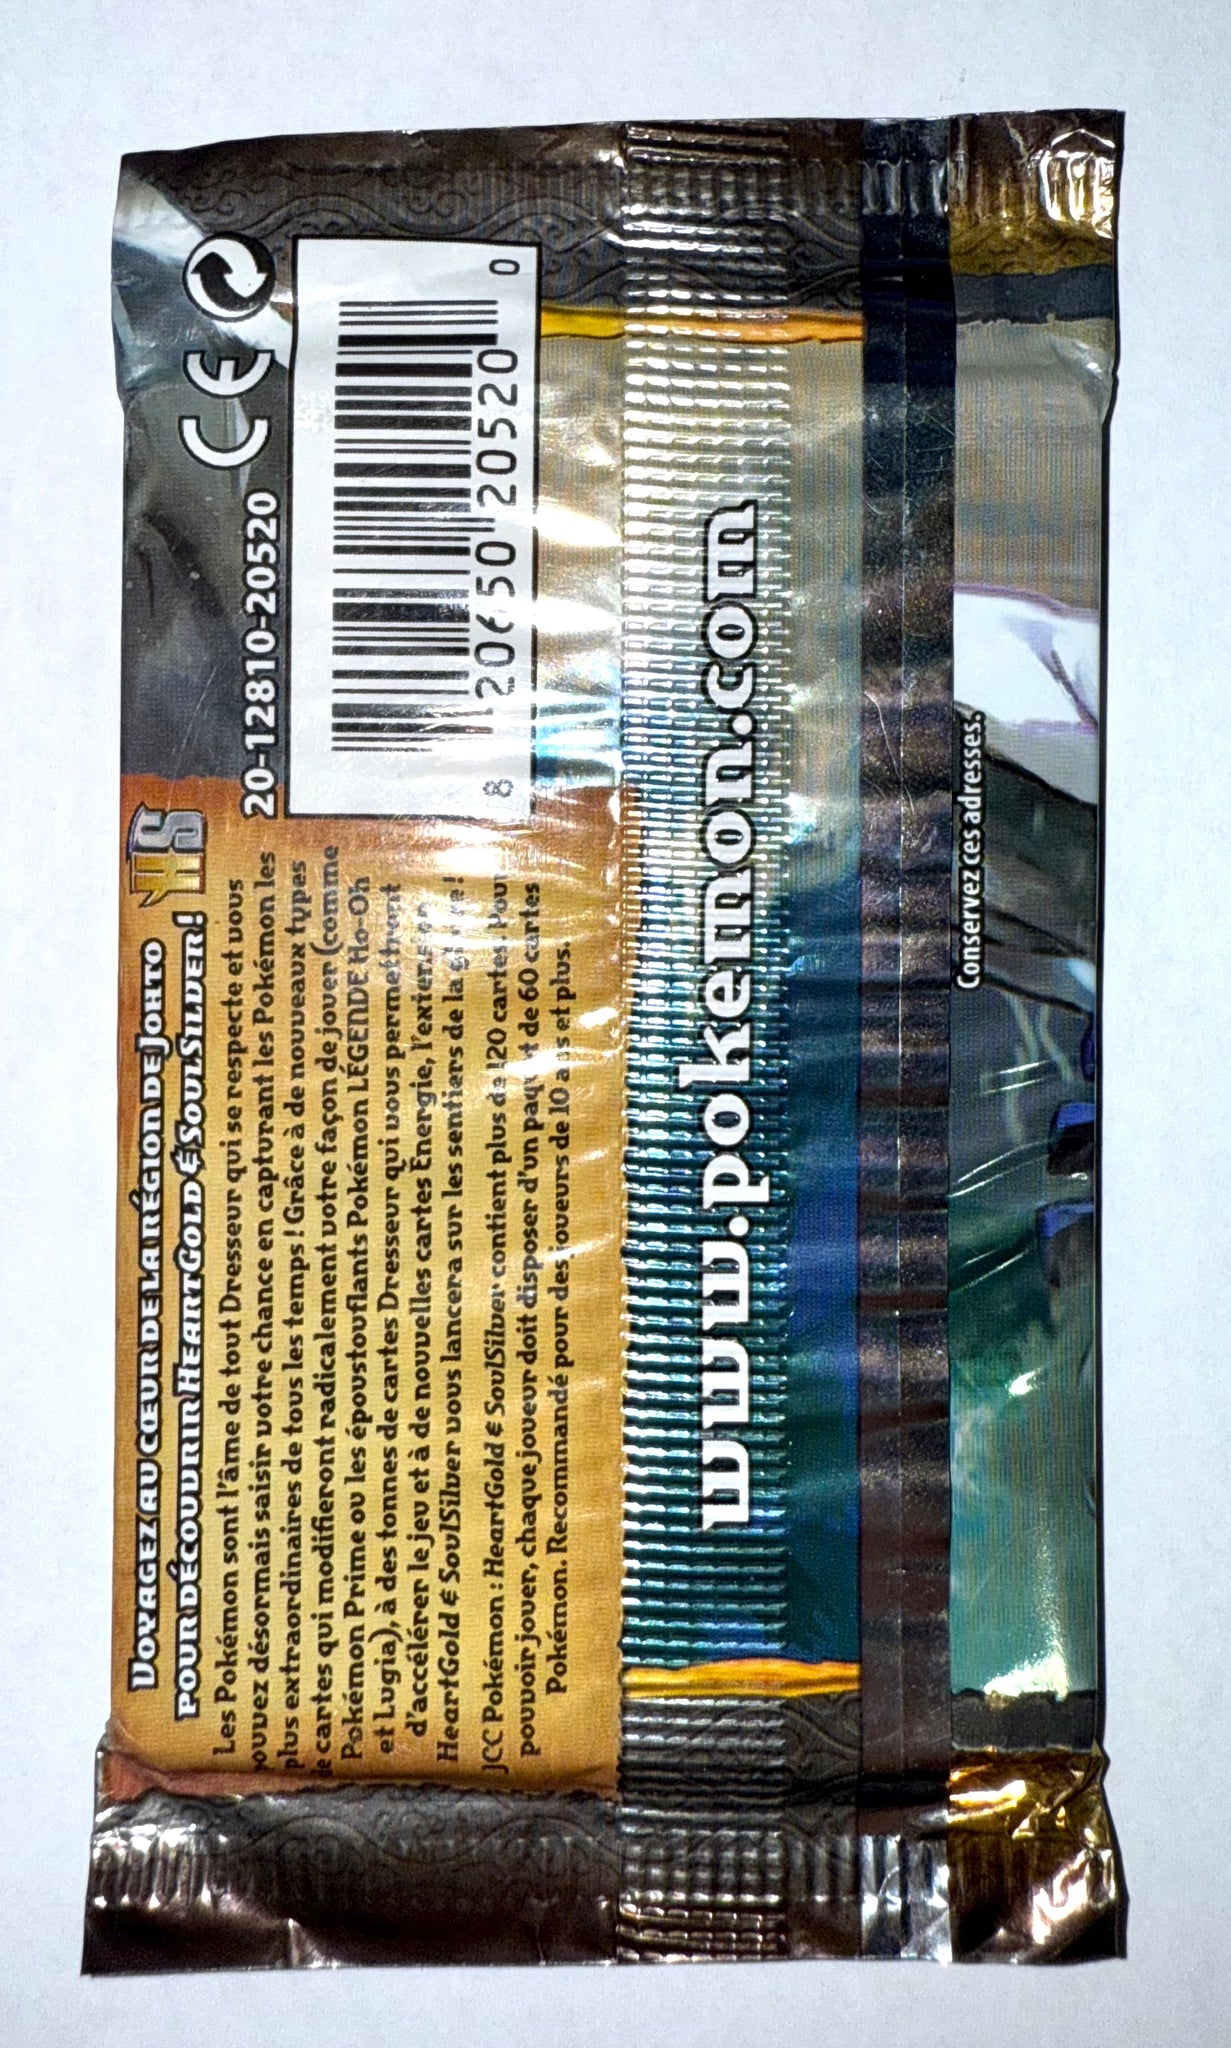 VOYAGEZ AU CŒUR DE LA RÉGION DE JOHTO
POUR DÉCOUVRIR HEARTGOLD & SOULSILVER!
HS
Les Pokémon sont l'âme de tout Dresseur qui se respecte et vous
pouvez désormais saisir votre chance en capturant les Pokémon les
plus extraordinaires de tous les temps! Grâce à de nouveaux types
de cartes qui modifieront radicalement votre façon de jouer (comme
Pokémon Prime ou les époustouflants Pokémon LÉGENDE Ho-Oh
et Lugia), à des tonnes de cartes Dresseur qui vous permettront
d'accélérer le jeu et à de nouvelles cartes Énergie, l'extension
HeartGold & SoulSilver vous lancera sur les sentiers de la gloire!
JCC Pokémon : HeartGold & SoulSilver contient plus de 120 cartes. Pour
pouvoir jouer, chaque joueur doit disposer d'un paquet de 60 cartes
Pokémon. Recommandé pour des joueurs de 10 ans et plus.
20-12810-20520
CE
8 20650 20520 0
www.pokemon.com
Conservez ces adresses.